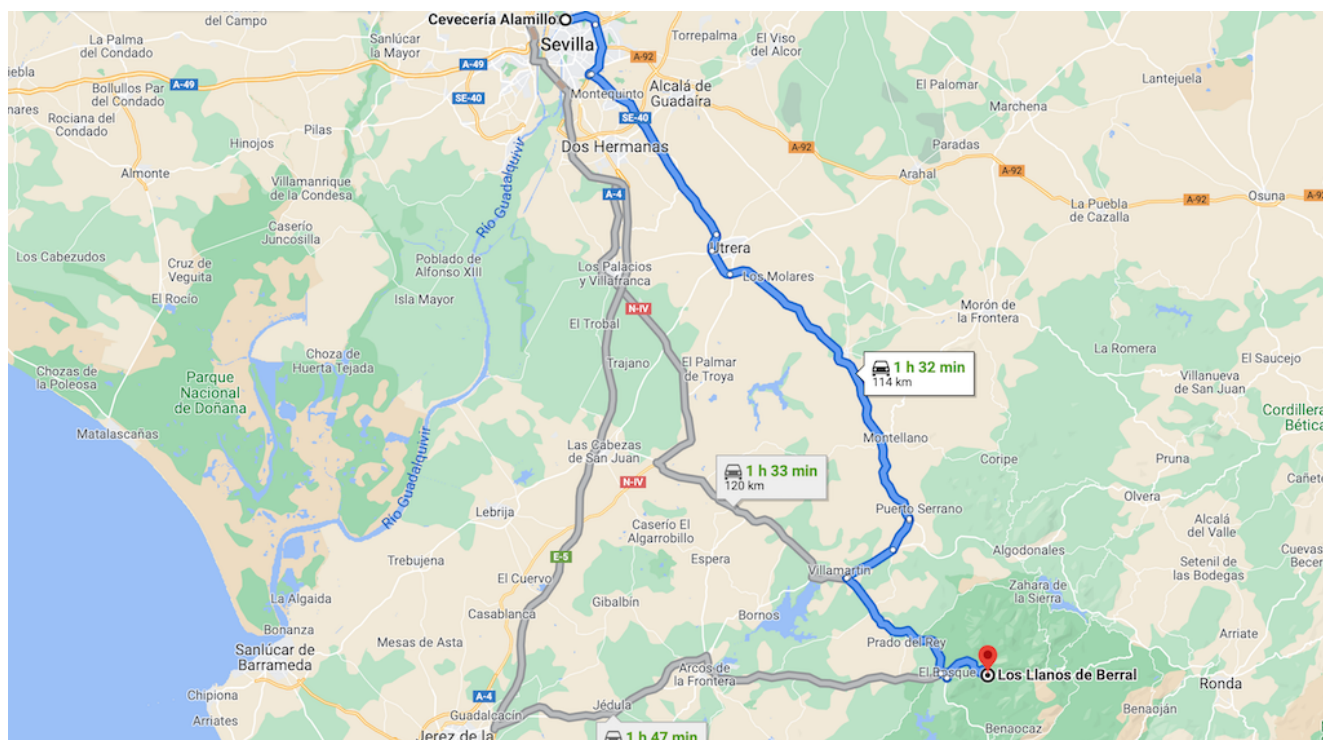 del Campo
La Palma
del Condado
Sanlúcar
la Mayor
Cevecería Alamillo
Sevilla
Torrepalma
El Viso
del Alcor
A-92
A-49
A-49
SE-40
Bollullos Par
del Condado
nares
Rociana del
Condado
Hinojos
Pilas
Almonte
Montequinto
Alcalá de
Guadaíra
SE-40
Dos Hermanas
A-92
El Palomar
Marchena
Lantejuela
Paradas
Arahal
Osuna
La Puebla
de Cazalla
A-92
A-92
Villamanrique
de la Condesa
Caserío
Juncosilla
Río Guadalquivir
A-4
Los Cabezudos
Cruz de
Veguita
El Rocío
Poblado de
Alfonso XIII
Isla Mayor
Los Palacios
y Villafranca
Utrera
Los Molares
N-IV
El Trobal
Trajano
El Palmar
de Troya
Morón de
la Frontera
La Romera
El Saucejo
Villanueva
de San Juan
Cordillera
Bética
Choza de
Huerta Tejada
Chozas de
la Poleosa
Parque
Nacional
de Doñana
Matalascañas
1 h 32 min
114 km
Montellano
Coripe
Pruna
Cañete
Olvera
Las Cabezas
de San Juan
N-IV
1 h 33 min
120 km
Río Guadalquivir
Lebrija
Caserío El
Algarrobillo
Puerto Serrano
Alcalá
del Valle
Trebujena
E-5
Espera
Algodonales
Setenil de
las Bodegas
Cuevas
Bece
El Cuervo
Villamartín
Zahara de
la Sierra
La Algaida
Gibalbín
Bornos
Casablanca
Bonanza
Mesas de Asta
Prado del Rey
Arriate
Sanlúcar de
Barrameda
Arcos de
la Frontera
El Bosque
Los Llanos de Berral
Ronda
Chipiona
A-4
Arriates
Guadalcacín
Jédula
Benaoján
Benaocaz
Jerez de la
1 h 47 min